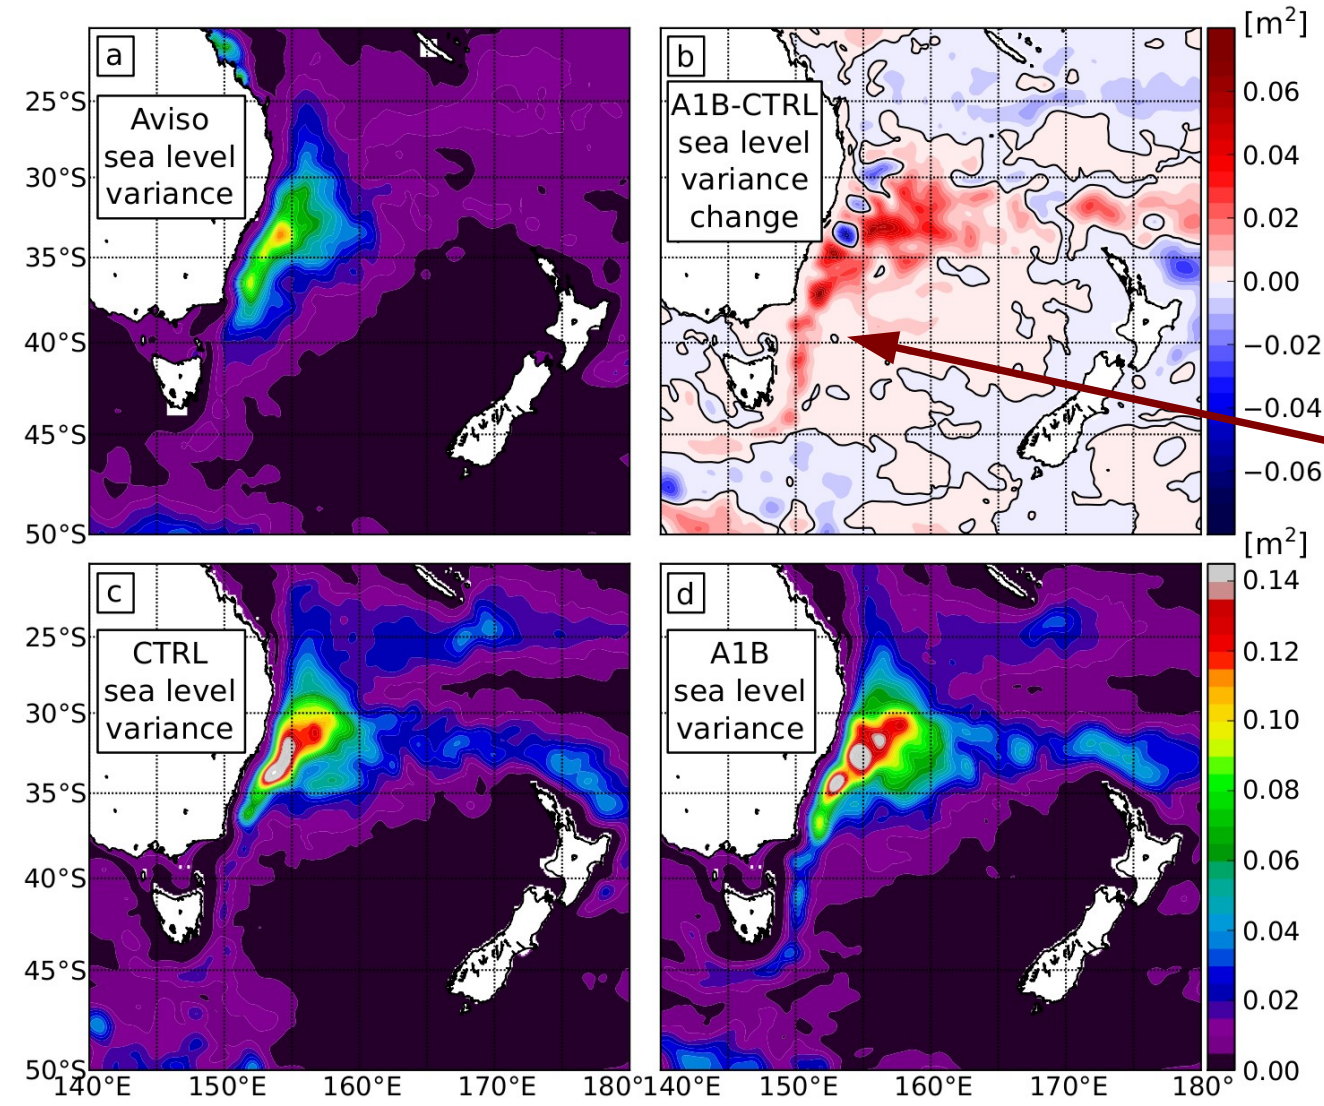 a
Aviso
sea level
variance
25°S
30°S
35°S
40°S
45°S
50°S
b
A1B-CTRL
sea level
variance
change
[m²]
0.06
0.04
0.02
0.00
−0.02
−0.04
−0.06
c
CTRL
sea level
variance
25°S
30°S
35°S
40°S
45°S
50°S
140°E 150°E 160°E 170°E 180°
d
A1B
sea level
variance
140°E 150°E 160°E 170°E 180°
[m²]
0.14
0.12
0.10
0.08
0.06
0.04
0.02
0.00